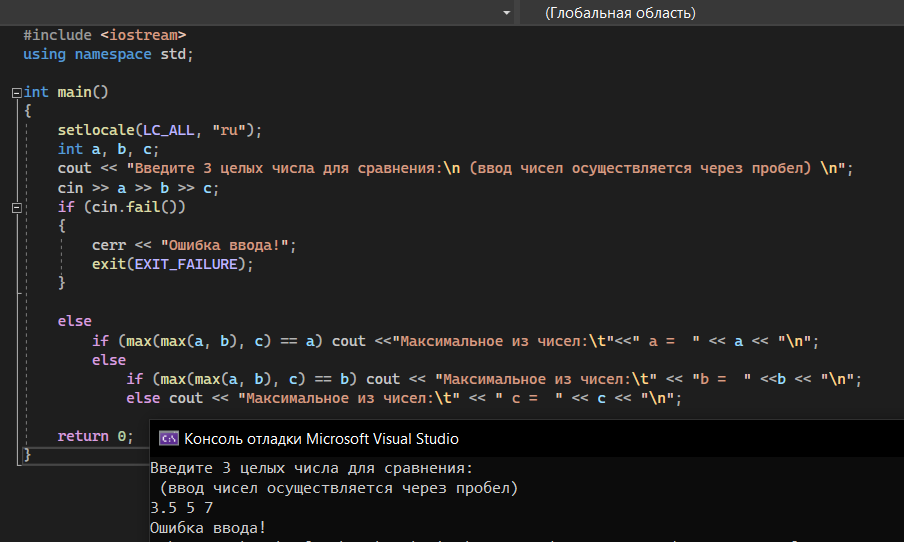 (Глобальная область)
#include <iostream>
using namespace std;
int main()
{
setlocale(LC_ALL, "ru");
int a, b, c;
cout << "Введите 3 целых числа для сравнения:\n (ввод чисел осуществляется через пробел) \n";
cin >> a >> b >> c;
if (cin.fail())
{
cerr << "Ошибка ввода!";
exit(EXIT_FAILURE);
}
else
if (max(max(a, b), c) == a) cout <<"Максимальное из чисел:\t"<<" a =  " << a << "\n";
else
if (max(max(a, b), c) == b) cout << "Максимальное из чисел:\t" << "b =  " <<b << "\n";
else cout << "Максимальное из чисел:\t" << " c =  " << c << "\n";
return 0;
}
C:\ Консоль отладки Microsoft Visual Studio
Введите 3 целых числа для сравнения:
(ввод чисел осуществляется через пробел)
3.5 5 7
Ошибка ввода!